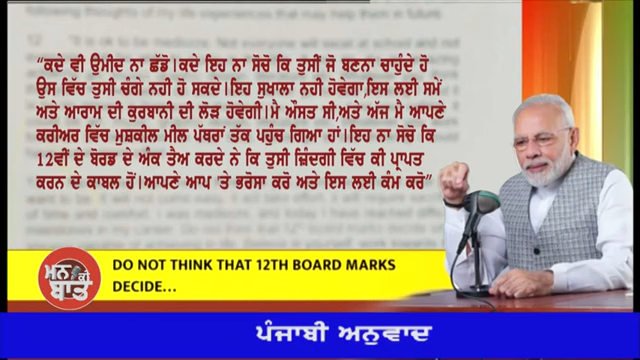 “ਕਦੇ ਵੀ ਉਮੀਦ ਨਾ ਛੱਡੋ।ਕਦੇ ਇਹ ਨਾ ਸੋਚੋ ਕਿ ਤੁਸੀਂ ਜੋ ਬਣਨਾ ਚਾਹੁੰਦੇ ਹੋ
ਉਸ ਵਿੱਚ ਤੁਸੀ ਚੰਗੇ ਨਹੀ ਹੋ ਸਕਦੇ।ਇਹ ਸੁਖਾਲਾ ਨਹੀ ਹੋਵੇਗਾ,ਇਸ ਲਈ ਸਮੇਂ
ਅਤੇ ਆਰਾਮ ਦੀ ਕੁਰਬਾਨੀ ਦੀ ਲੋੜ ਹੋਵੇਗੀ।ਮੈ ਔਸਤ ਸੀ,ਅਤੇ ਅੱਜ ਮੈ ਆਪਣੇ
ਕਰੀਅਰ ਵਿੱਚ ਮੁਸ਼ਕੀਲ ਮੀਲ ਪੱਥਰਾਂ ਤੱਕ ਪਹੁੰਚ ਗਿਆ ਹਾਂ।ਇਹ ਨਾ ਸੋਚੋ ਕਿ
12ਵੀਂ ਦੇ ਬੋਰਡ ਦੇ ਅੰਕ ਤੈਅ ਕਰਦੇ ਨੇ ਕਿ ਤੁਸੀ ਜ਼ਿੰਦਗੀ ਵਿੱਚ ਕੀ ਪ੍ਰਾਪਤ
ਕਰਨ ਦੇ ਕਾਬਲ ਹੋਂ।ਆਪਣੇ ਆਪ 'ਤੇ ਭਰੋਸਾ ਕਰੋ ਅਤੇ ਇਸ ਲਈ ਕੰਮ ਕਰੋ”
ਮਨ ਕੀ
ਬਾਤ
DO NOT THINK THAT 12TH BOARD MARKS
DECIDE...
ਪੰਜਾਬੀ ਅਨੁਵਾਦ